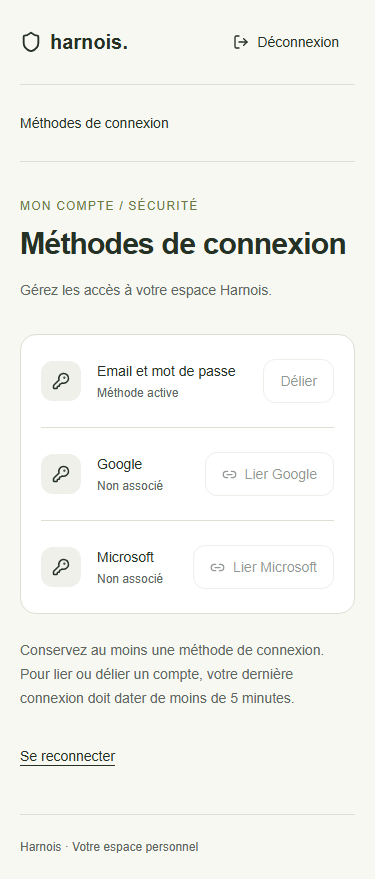 harnois.
Déconnexion
Méthodes de connexion
MON COMPTE / SÉCURITÉ
Méthodes de connexion
Gérez les accès à votre espace Harnois.
Email et mot de passe
Méthode active
Délier
Google
Non associé
Lier Google
Microsoft
Non associé
Lier Microsoft
Conservez au moins une méthode de connexion.
Pour lier ou délier un compte, votre dernière
connexion doit dater de moins de 5 minutes.
Se reconnecter
Harnois · Votre espace personnel